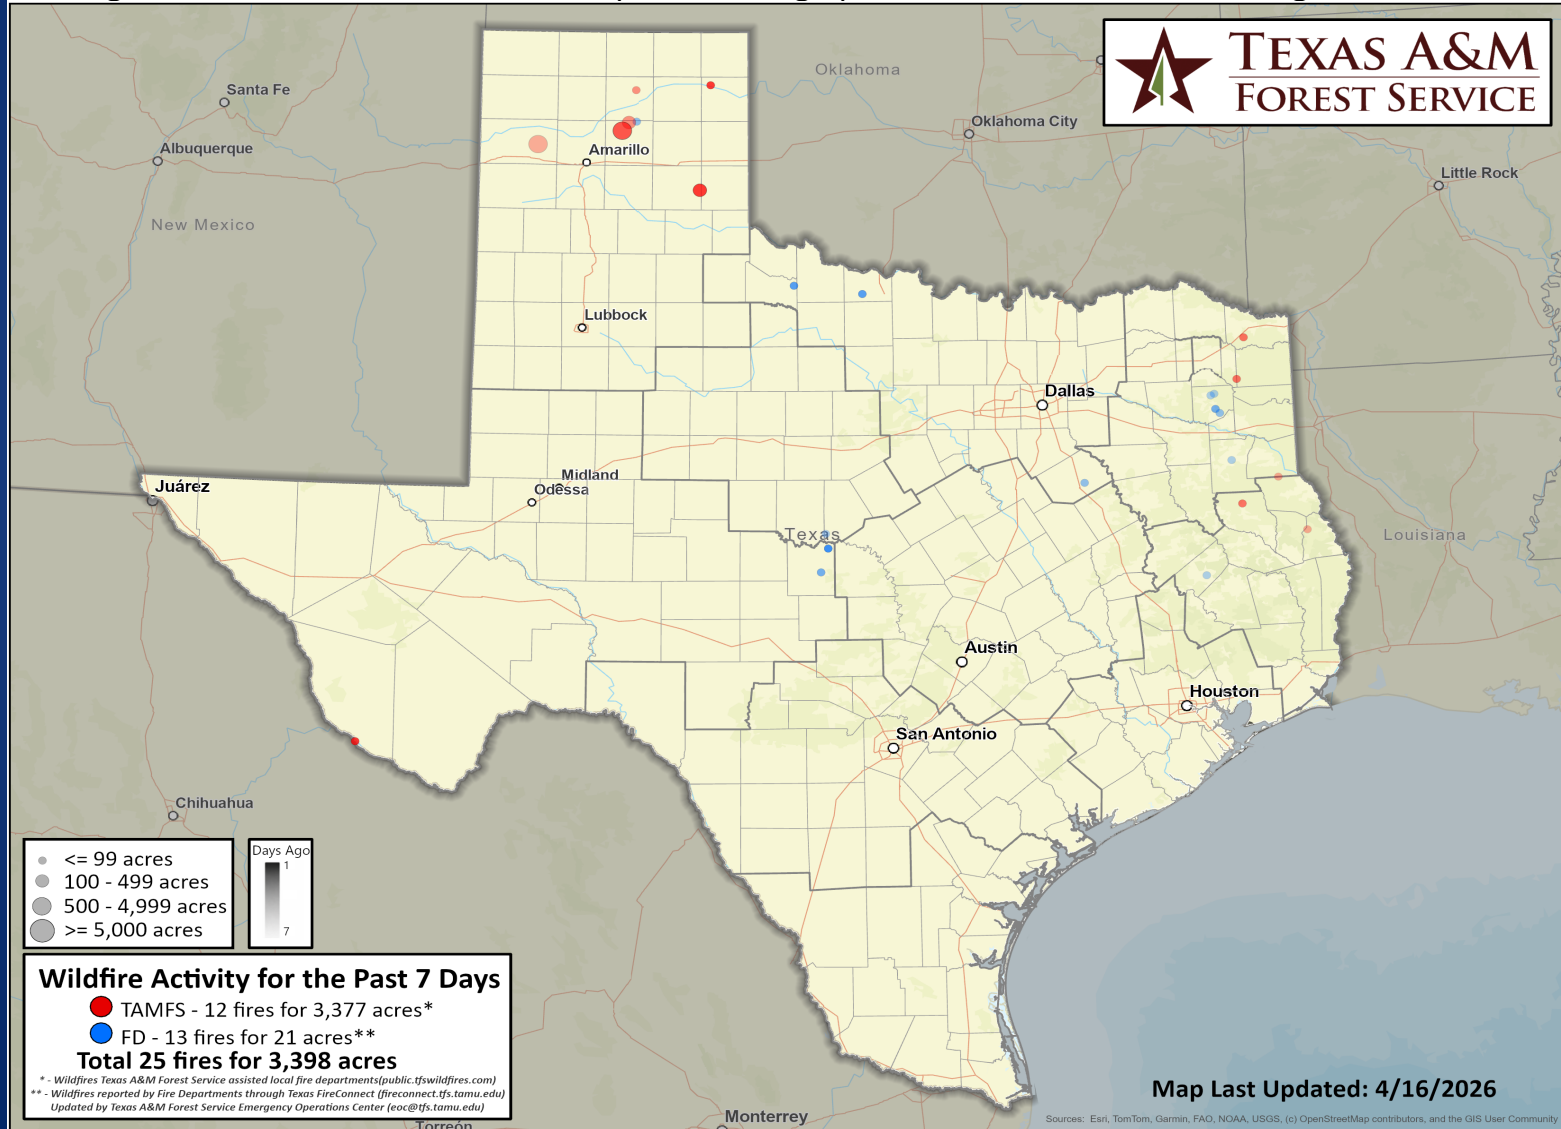 TEXAS A&M
FOREST SERVICE
Oklahoma
Santa Fe
Oklahoma City
Albuquerque
Amarillo
Little Rock
New Mexico
Lubbock
Dallas
Midland
Odessa
Juárez
Texas
Louisiana
Austin
Houston
San Antonio
Chihuahua
<= 99 acres
100 - 499 acres
500 - 4,999 acres
>= 5,000 acres
Days Ago
1
7
Wildfire Activity for the Past 7 Days
TAMFS - 12 fires for 3,377 acres*
FD - 13 fires for 21 acres**
Total 25 fires for 3,398 acres
* - Wildfires Texas A&M Forest Service assisted local fire departments(public.tfswildfires.com)
** - Wildfires reported by Fire Departments through Texas FireConnect (fireconnect.tfs.tamu.edu)
Updated by Texas A&M Forest Service Emergency Operations Center (eoc@tfs.tamu.edu)
Map Last Updated: 4/16/2026
Sources: Esri, TomTom, Garmin, FAO, NOAA, USGS, (c) OpenStreetMap contributors, and the GIS User Community
Monterrey
Torreón